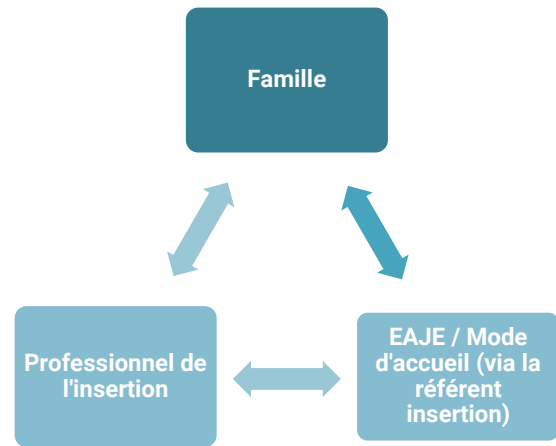 Famille
Professionnel de
l'insertion
EAJE / Mode
d'accueil (via la
référent
insertion)